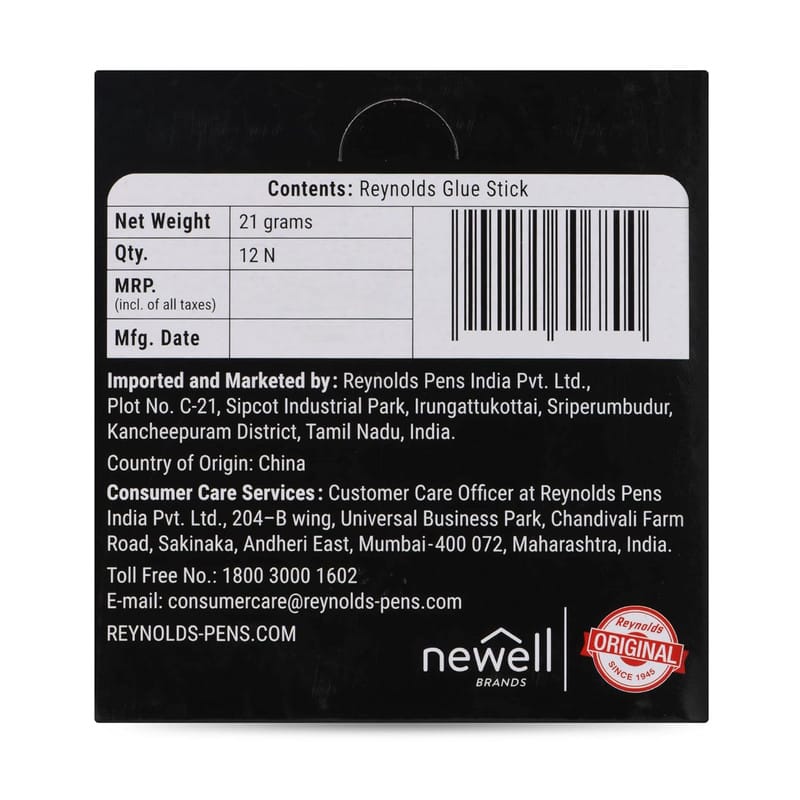 Contents: Reynolds Glue Stick
Net Weight 21 grams
Qty. 12 N
MRP.
(incl. of all taxes)
Mfg. Date
Imported and Marketed by: Reynolds Pens India Pvt. Ltd.,
Plot No. C-21, Sipcot Industrial Park, Irungattukottai, Sriperumbudur,
Kancheepuram District, Tamil Nadu, India.
Country of Origin: China
Consumer Care Services: Customer Care Officer at Reynolds Pens
India Pvt. Ltd., 204–B wing, Universal Business Park, Chandivali Farm
Road, Sakinaka, Andheri East, Mumbai-400 072, Maharashtra, India.
Toll Free No.: 1800 3000 1602
E-mail: consumercare@reynolds-pens.com
REYNOLDS-PENS.COM
newell
BRANDS
Reynolds
ORIGINAL
SINCE 1945